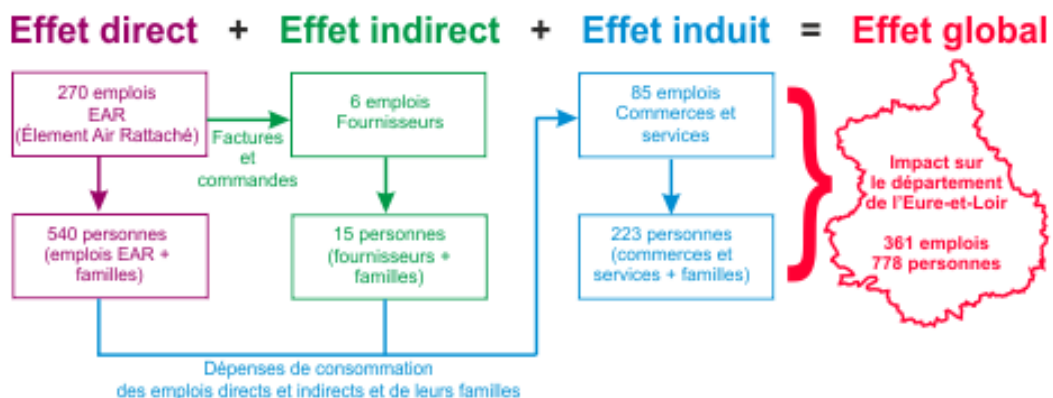 Effet direct + Effet indirect + Effet induit = Effet global
270 emplois
EAR
(Élement Air Rattaché)
Factures
et
commandes
6 emplois
Fournisseurs
85 emplois
Commerces et
services
540 personnes
(emplois EAR +
familles)
15 personnes
(fournisseurs +
familles)
223 personnes
(commerces et
services + familles)
Impact sur
le département
de l'Eure-et-Loir
361 emplois
778 personnes
Dépenses de consommation
des emplois directs et indirects et de leurs familles